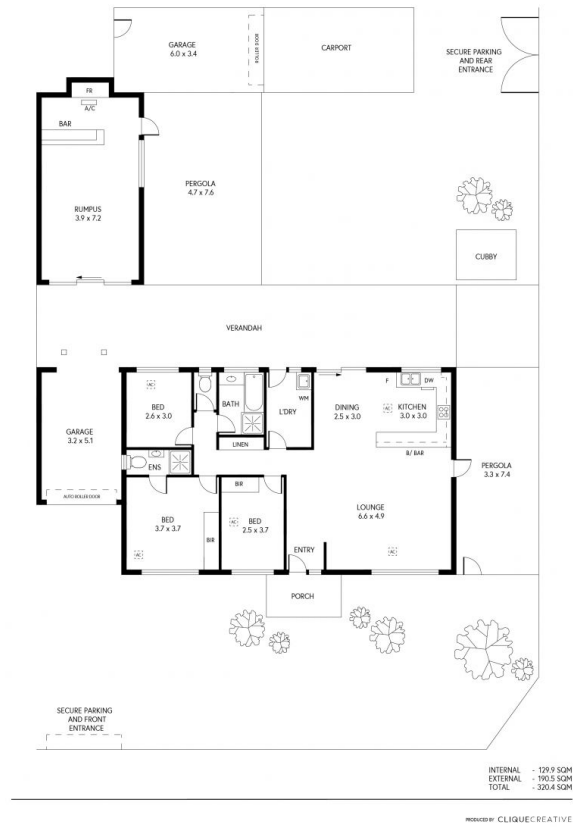 GARAGE
6.0 x 3.4
ROLLER DOOR
CARPORT
SECURE PARKING
AND REAR
ENTRANCE
FR
A/C
BAR
RUMPUS
3.9 x 7.2
PERGOLA
4.7 x 7.6
CUBBY
VERANDAH
GARAGE
3.2 x 5.1
AUTO ROLLER DOOR
AC
BED
2.6 x 3.0
BATH
L'DRY
WM
LINEN
ENS
DINING
2.5 x 3.0
F
DW
AC
KITCHEN
3.0 x 3.0
B/ BAR
PERGOLA
3.3 x 7.4
LOUNGE
6.6 x 4.9
AC
BED
3.7 x 3.7
AC
BIR
BIR
AC
BED
2.5 x 3.7
ENTRY
PORCH
SECURE PARKING
AND FRONT
ENTRANCE
INTERNAL - 129.9 SQM
EXTERNAL - 190.5 SQM
TOTAL - 320.4 SQM
PRODUCED BY CLIQUECREATIVE